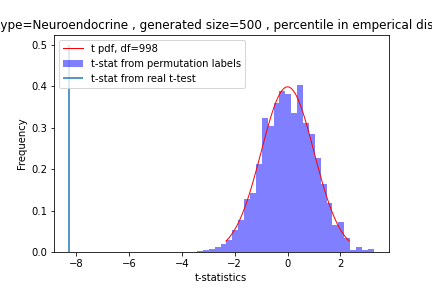 ype=Neuroendocrine , generated size=500 , percentile in emperical dis
t pdf, df=998
t-stat from permutation labels
t-stat from real t-test
Frequency
0.5
0.4
0.3
0.2
0.1
0.0
−8
−6
−4
−2
0
2
t-statistics